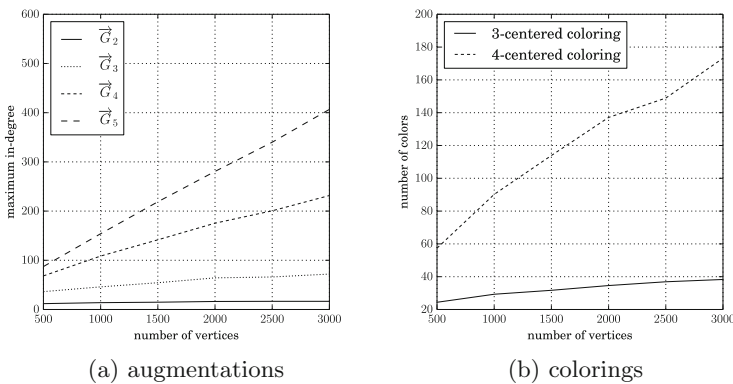 600
500
400
300
200
100
0
maximum in-degree
G 2
G 3
G 4
G 5
500 1000 1500 2000 2500 3000
number of vertices
(a) augmentations
200
180
160
140
120
100
80
60
40
20
number of colors
3-centered coloring
4-centered coloring
500 1000 1500 2000 2500 3000
number of vertices
(b) colorings